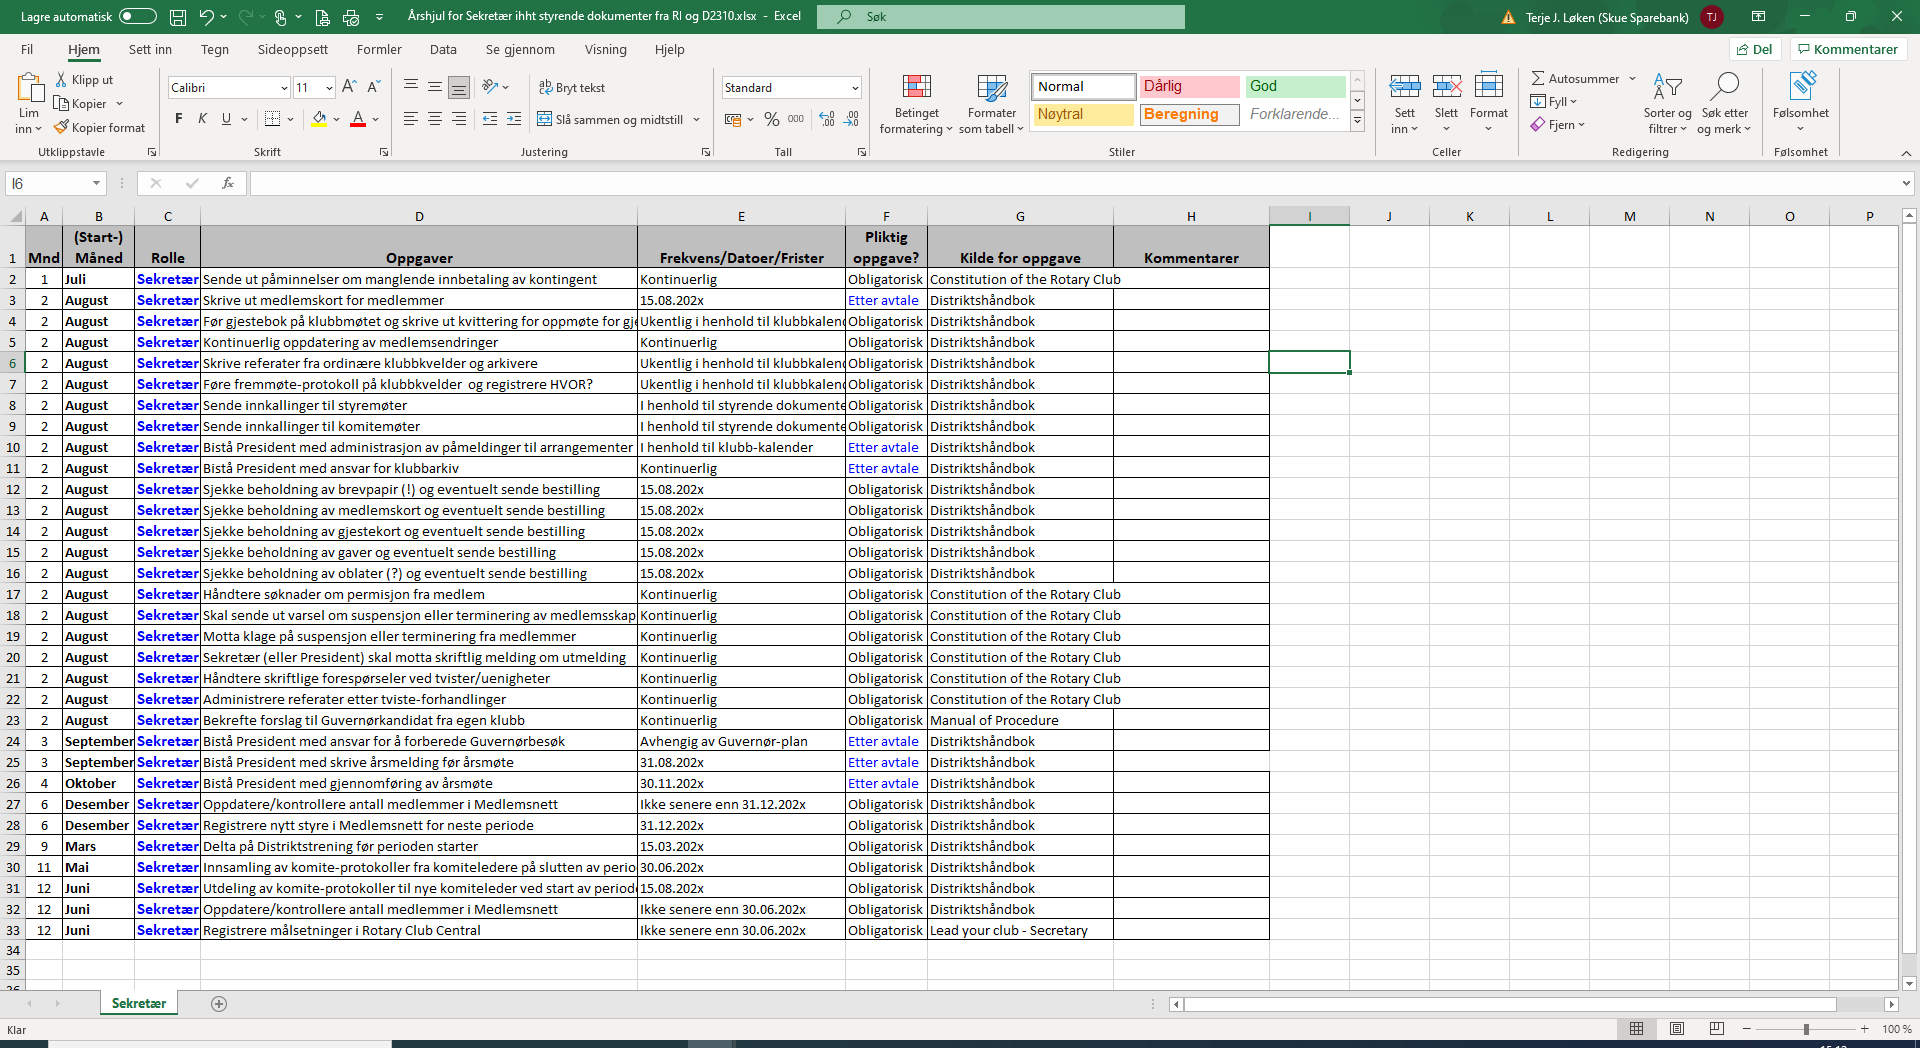 Lagre automatisk
Årshjul for Sekretær ihht styrende dokumenter fra RI og D2310.xlsx - Excel
Søk
Terje J. Løken (Skue Sparebank) TJ
Fil Hjem Sett inn Tegn Sideoppsett Formler Data Se gjennom Visning Hjelp Del Kommentarer
Lim inn
Klipp ut
Kopier
Kopier format
Utklippstavle
Calibri 11
F K U
Skrift
Bryt tekst
Slå sammen og midtstill
Justering
Standard
% 000
Tall
Betinget formatering
Formater som tabell
Normal Dårlig God
Nøytral Beregning Forklarende...
Stiler
Sett inn
Slett
Format
Celler
Autosummer
Fyll
Fjern
Sorter og filtrer
Søk etter og merk
Redigering
Følsomhet
Følsomhet
I6 fx
A B C D E F G H I J K L M N O P
1 Mnd (Start-) Måned Rolle Oppgaver Frekvens/Datoer/Frister Pliktig oppgave? Kilde for oppgave Kommentarer
2 1 Juli Sekretær Sende ut påminnelser om manglende innbetaling av kontingent Kontinuerlig Obligatorisk Constitution of the Rotary Club
3 2 August Sekretær Skrive ut medlemskort for medlemmer 15.08.202x Etter avtale Distriktshåndbok
4 2 August Sekretær Før gjestebok på klubbmøtet og skrive ut kvittering for oppmøte for gje Ukentlig i henhold til klubbkalend Obligatorisk Distriktshåndbok
5 2 August Sekretær Kontinuerlig oppdatering av medlemsendringer Kontinuerlig Obligatorisk Distriktshåndbok
6 2 August Sekretær Skrive referater fra ordinære klubbkvelder og arkivere Ukentlig i henhold til klubbkalend Obligatorisk Distriktshåndbok
7 2 August Sekretær Føre fremmøte-protokoll på klubbkvelder og registrere HVOR? Ukentlig i henhold til klubbkalend Obligatorisk Distriktshåndbok
8 2 August Sekretær Sende innkallinger til styremøter I henhold til styrende dokumente Obligatorisk Distriktshåndbok
9 2 August Sekretær Sende innkallinger til komitemøter I henhold til styrende dokumente Obligatorisk Distriktshåndbok
10 2 August Sekretær Bistå President med administrasjon av påmeldinger til arrangementer I henhold til klubb-kalender Etter avtale Distriktshåndbok
11 2 August Sekretær Bistå President med ansvar for klubbarkiv Kontinuerlig Etter avtale Distriktshåndbok
12 2 August Sekretær Sjekke beholdning av brevpapir (!) og eventuelt sende bestilling 15.08.202x Obligatorisk Distriktshåndbok
13 2 August Sekretær Sjekke beholdning av medlemskort og eventuelt sende bestilling 15.08.202x Obligatorisk Distriktshåndbok
14 2 August Sekretær Sjekke beholdning av gjestekort og eventuelt sende bestilling 15.08.202x Obligatorisk Distriktshåndbok
15 2 August Sekretær Sjekke beholdning av gaver og eventuelt sende bestilling 15.08.202x Obligatorisk Distriktshåndbok
16 2 August Sekretær Sjekke beholdning av oblater (?) og eventuelt sende bestilling 15.08.202x Obligatorisk Distriktshåndbok
17 2 August Sekretær Håndtere søknader om permisjon fra medlem Kontinuerlig Obligatorisk Constitution of the Rotary Club
18 2 August Sekretær Skal sende ut varsel om suspensjon eller terminering av medlemsskap Kontinuerlig Obligatorisk Constitution of the Rotary Club
19 2 August Sekretær Motta klage på suspensjon eller terminering fra medlemmer Kontinuerlig Obligatorisk Constitution of the Rotary Club
20 2 August Sekretær Sekretær (eller President) skal motta skriftlig melding om utmelding Kontinuerlig Obligatorisk Constitution of the Rotary Club
21 2 August Sekretær Håndtere skriftlige forespørseler ved tvister/uenigheter Kontinuerlig Obligatorisk Constitution of the Rotary Club
22 2 August Sekretær Administrere referater etter tviste-forhandlinger Kontinuerlig Obligatorisk Constitution of the Rotary Club
23 2 August Sekretær Bekrefte forslag til Guvernørkandidat fra egen klubb Kontinuerlig Obligatorisk Manual of Procedure
24 3 September Sekretær Bistå President med ansvar for å forberede Guvernørbesøk Avhengig av Guvernør-plan Etter avtale Distriktshåndbok
25 3 September Sekretær Bistå President med skrive årsmelding før årsmøte 31.08.202x Etter avtale Distriktshåndbok
26 4 Oktober Sekretær Bistå President med gjennomføring av årsmøte 30.11.202x Etter avtale Distriktshåndbok
27 6 Desember Sekretær Oppdatere/kontrollere antall medlemmer i Medlemsnett Ikke senere enn 31.12.202x Obligatorisk Distriktshåndbok
28 6 Desember Sekretær Registrere nytt styre i Medlemsnett for neste periode 31.12.202x Obligatorisk Distriktshåndbok
29 9 Mars Sekretær Delta på Distriktstrening før perioden starter 15.03.202x Obligatorisk Distriktshåndbok
30 11 Mai Sekretær Innsamling av komite-protokoller fra komiteledere på slutten av perio 30.06.202x Obligatorisk Distriktshåndbok
31 12 Juni Sekretær Utdeling av komite-protokoller til nye komiteleder ved start av period 15.08.202x Obligatorisk Distriktshåndbok
32 12 Juni Sekretær Oppdatere/kontrollere antall medlemmer i Medlemsnett Ikke senere enn 30.06.202x Obligatorisk Distriktshåndbok
33 12 Juni Sekretær Registrere målsetninger i Rotary Club Central Ikke senere enn 30.06.202x Obligatorisk Lead your club - Secretary
34
35
Sekretær
Klar
100 %